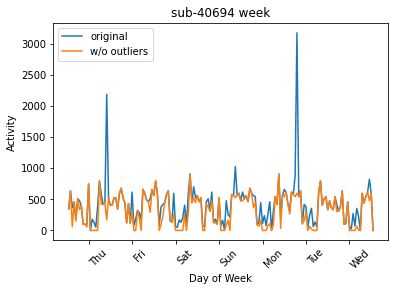 sub-40694 week
original
w/o outliers
Activity
3000
2500
2000
1500
1000
500
0
Thu
Fri
Sat
Sun
Mon
Tue
Wed
Day of Week